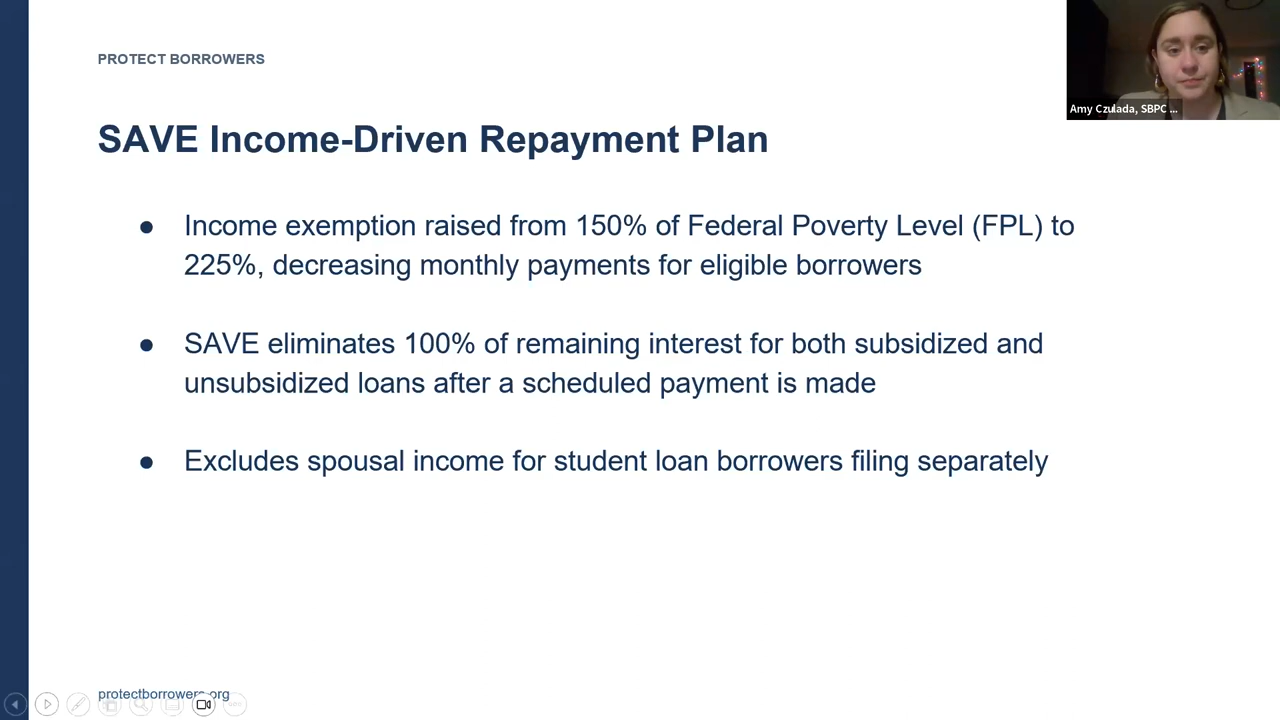 PROTECT BORROWERS
Amy Czulada, SBPC ...
SAVE Income-Driven Repayment Plan
● Income exemption raised from 150% of Federal Poverty Level (FPL) to
225%, decreasing monthly payments for eligible borrowers
● SAVE eliminates 100% of remaining interest for both subsidized and
unsubsidized loans after a scheduled payment is made
● Excludes spousal income for student loan borrowers filing separately
protectborrowers.org